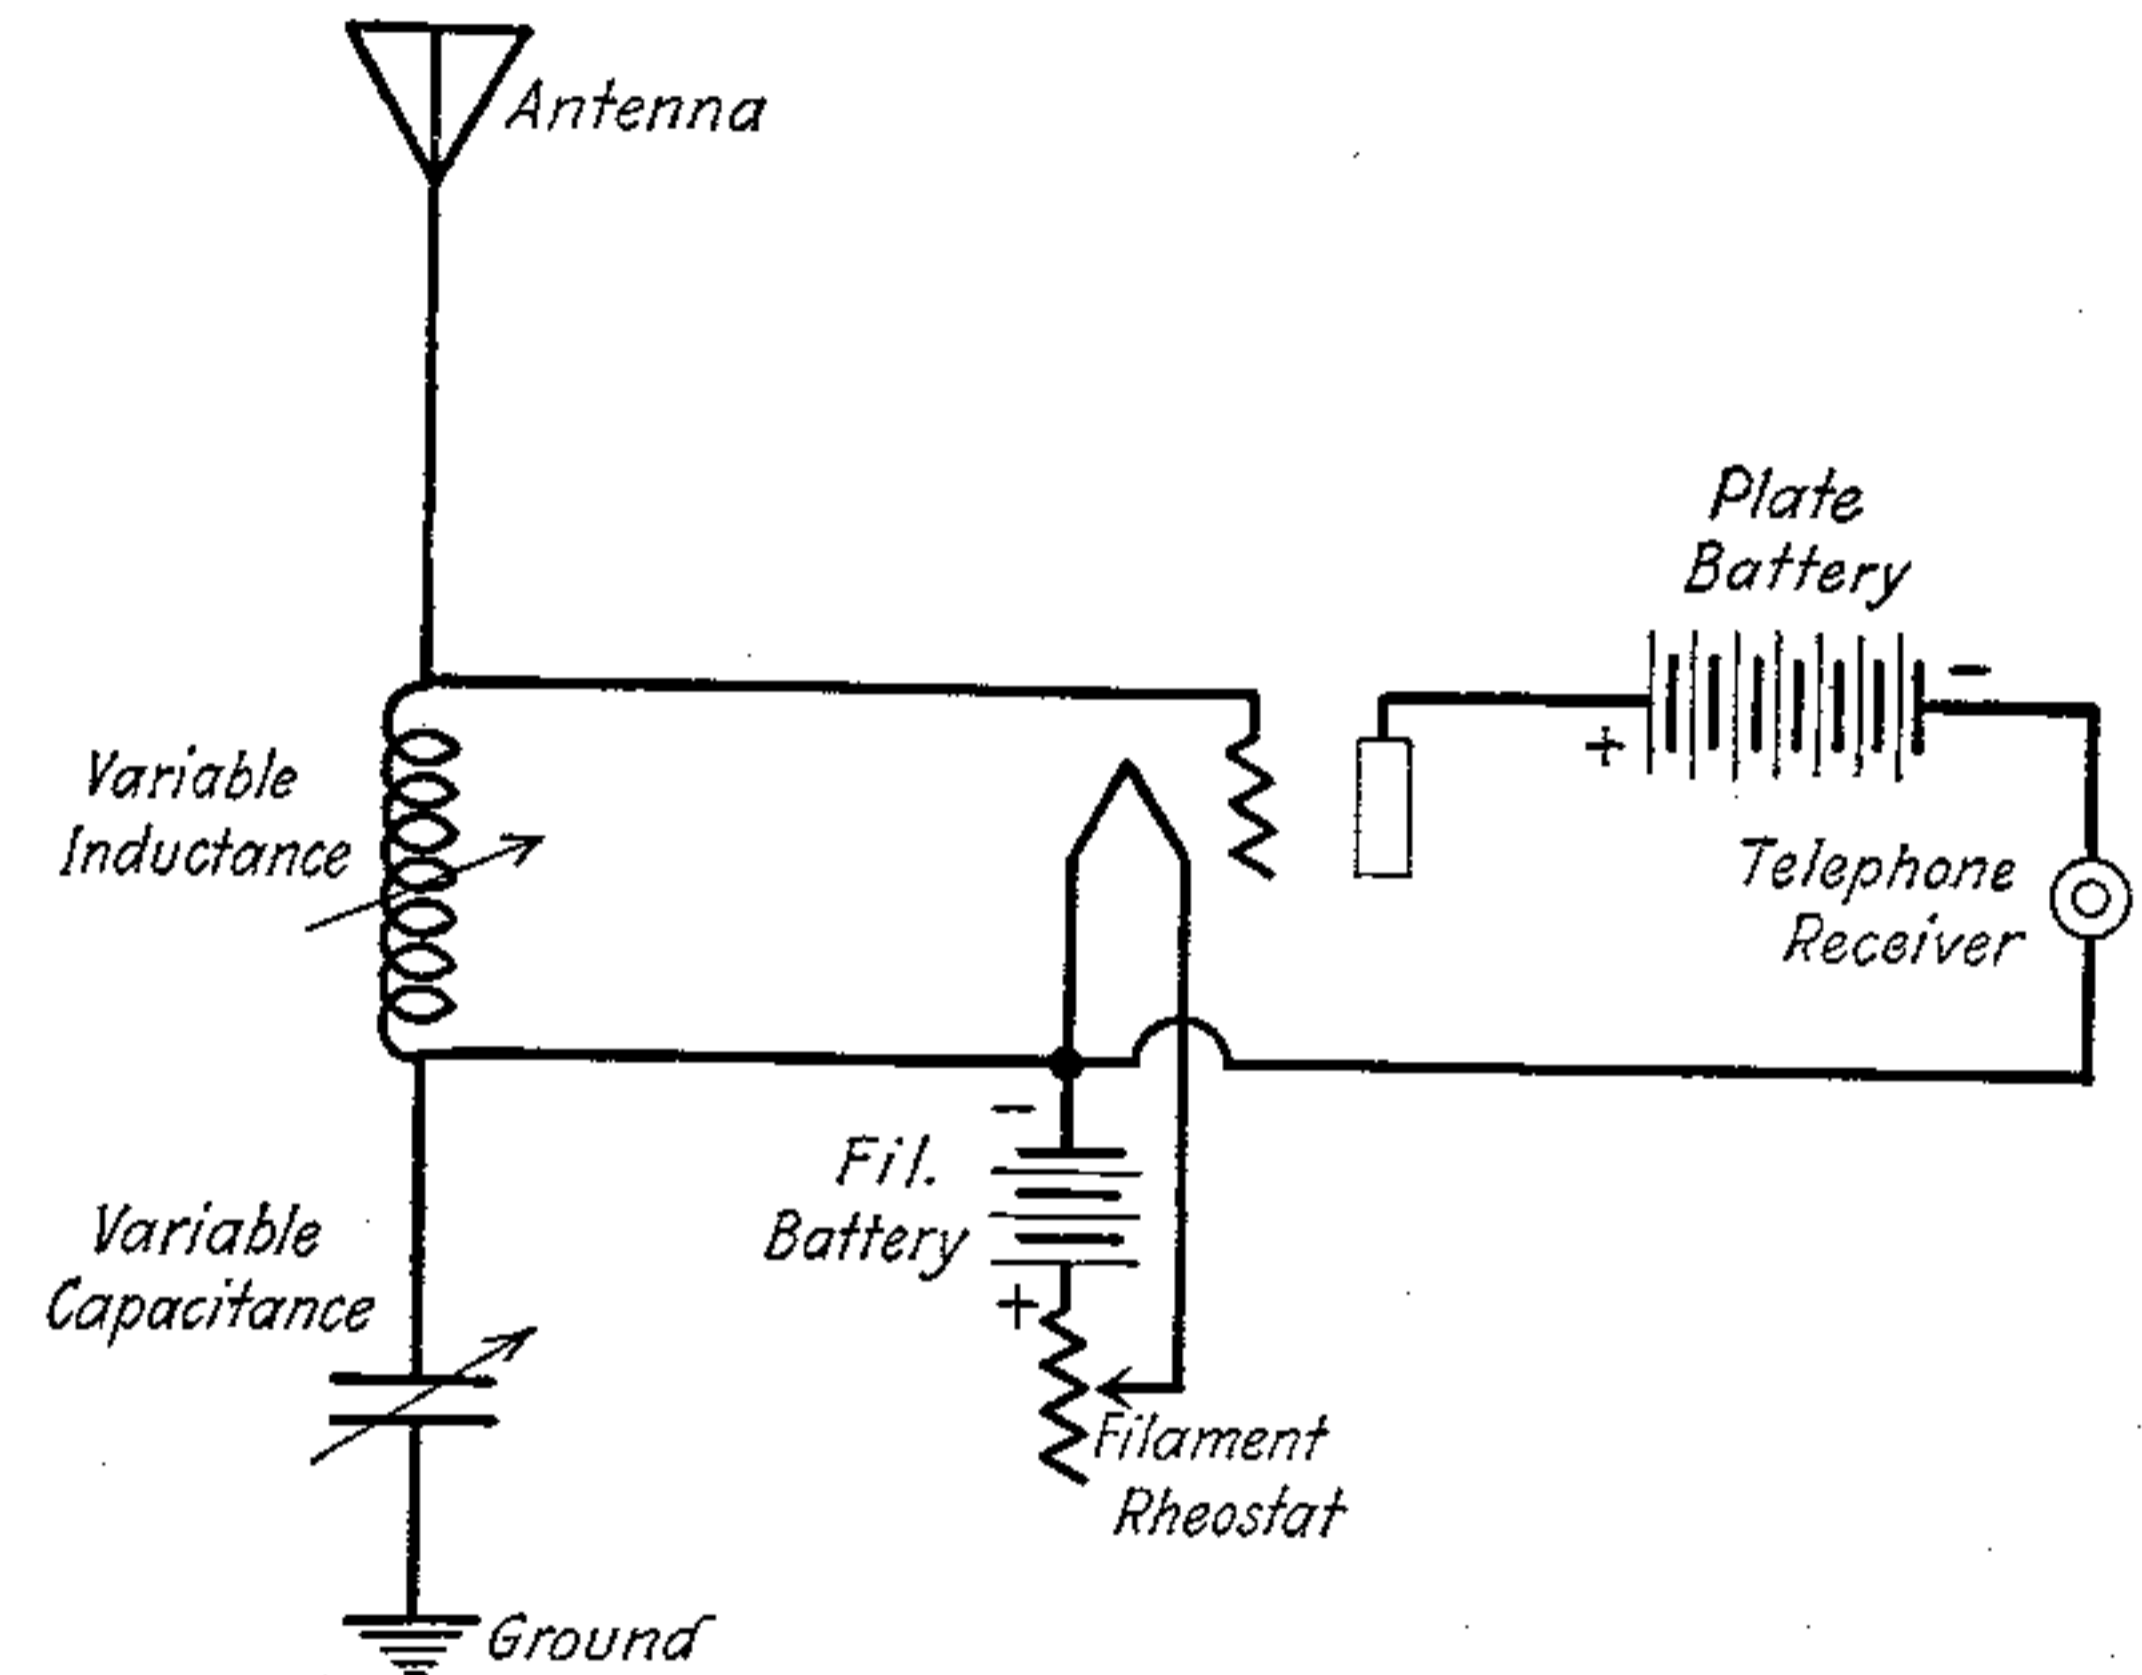 Antenna
Plate
Battery
-
+
Variable
Inductance
Telephone
Receiver
-
Fil.
Battery
+
Variable
Capacitance
Filament
Rheostat
Ground